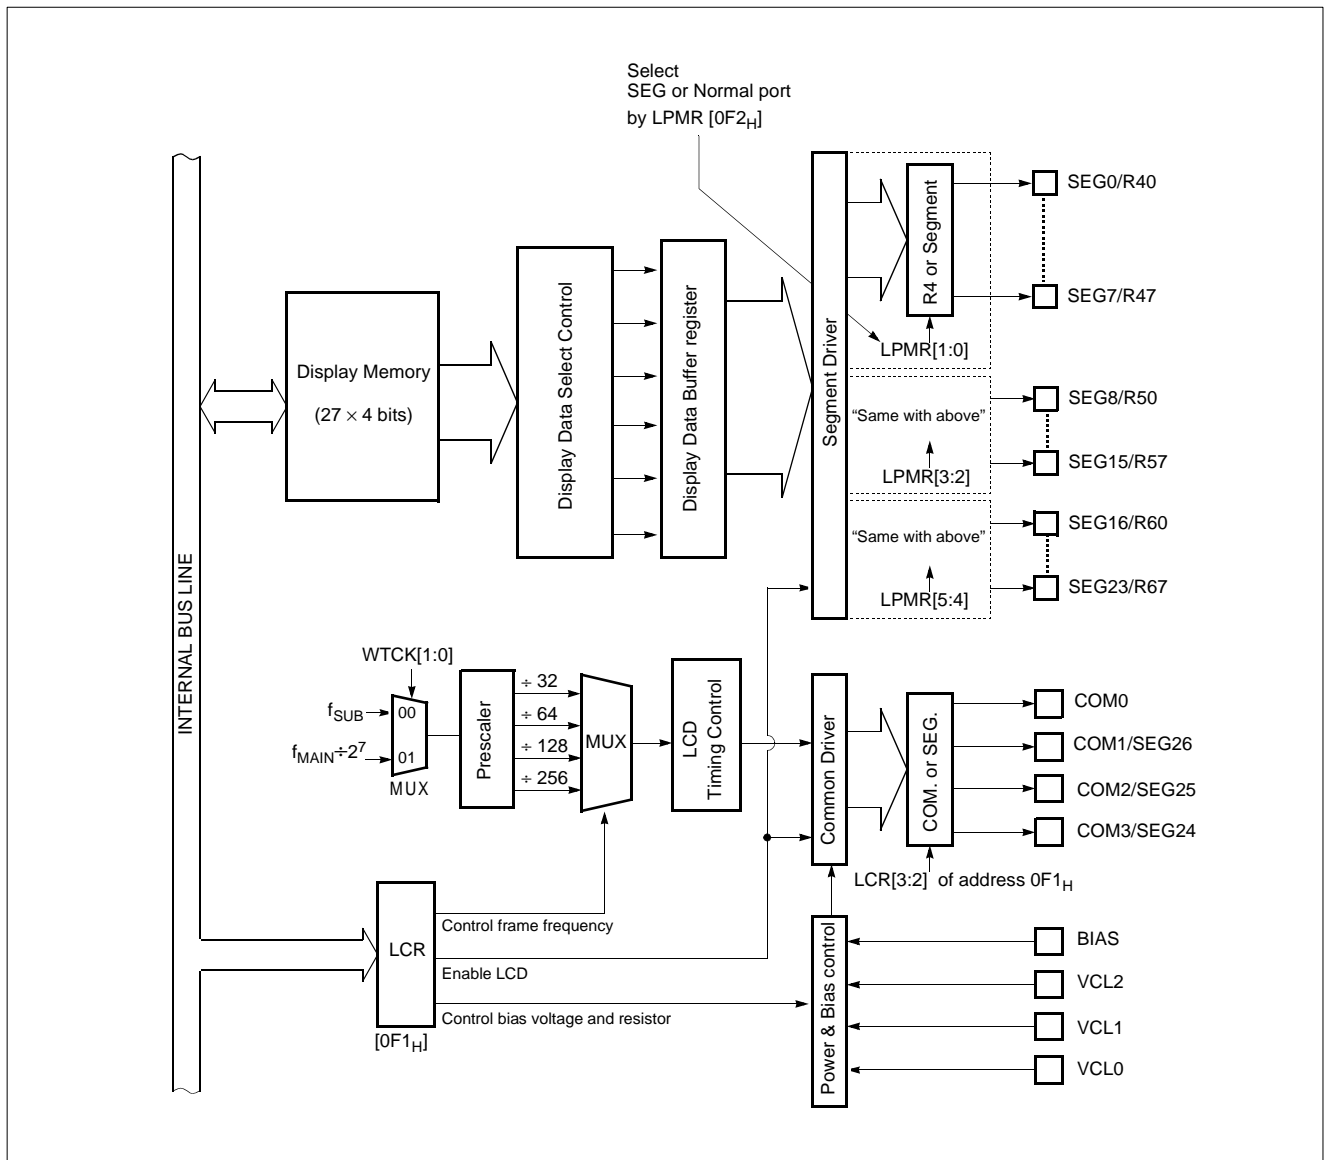 Select
SEG or Normal port
by LPMR [0F2H]
INTERNAL BUS LINE
Display Memory
(27 × 4 bits)
Display Data Select Control
Display Data Buffer register
Segment Driver
R4 or Segment
LPMR[1:0]
SEG0/R40
SEG7/R47
“Same with above”
LPMR[3:2]
SEG8/R50
SEG15/R57
“Same with above”
LPMR[5:4]
SEG16/R60
SEG23/R67
WTCK[1:0]
fSUB
00
fMAIN÷2⁷
01
MUX
Prescaler
÷ 32
÷ 64
÷ 128
÷ 256
MUX
LCD
Timing Control
Common Driver
COM. or SEG.
COM0
COM1/SEG26
COM2/SEG25
COM3/SEG24
LCR[3:2] of address 0F1H
LCR
[0F1H]
Control frame frequency
Enable LCD
Control bias voltage and resistor
Power & Bias control
BIAS
VCL2
VCL1
VCL0